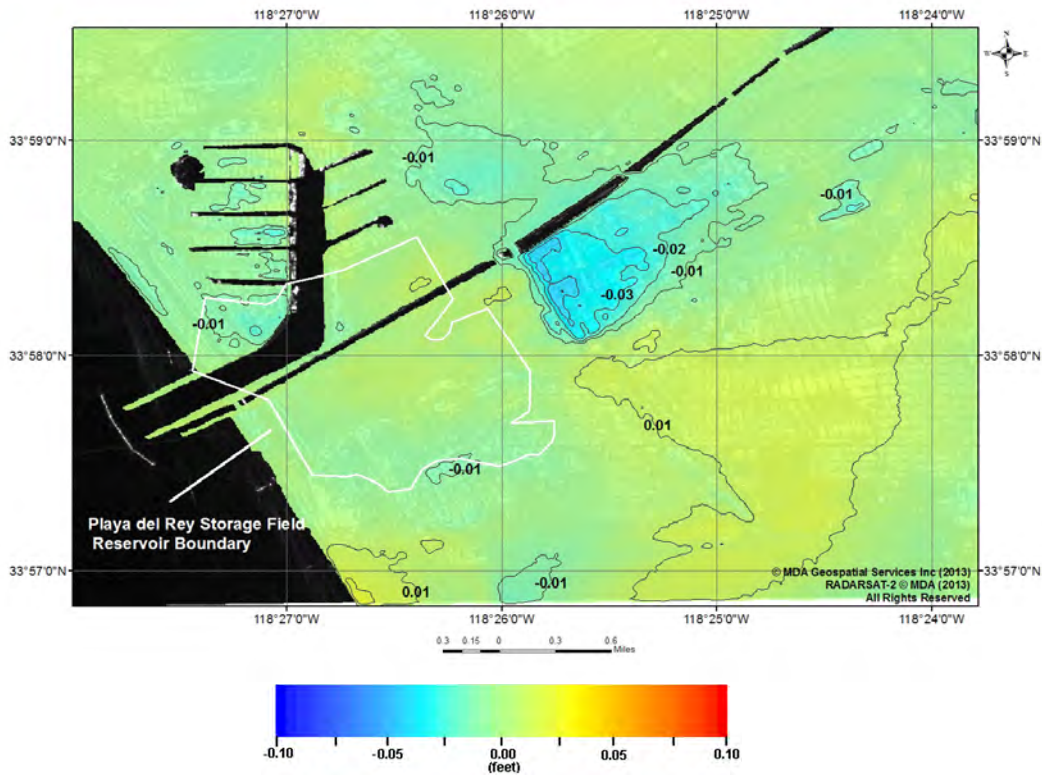 118°27'0"W 118°26'0"W 118°25'0"W 118°24'0"W
N
W E
S
33°59'0"N 33°59'0"N
-0.01
-0.01
-0.02
-0.01
-0.03
-0.01
33°58'0"N 33°58'0"N
0.01
-0.01
Playa del Rey Storage Field
Reservoir Boundary
33°57'0"N 33°57'0"N
-0.01
0.01
© MDA Geospatial Services Inc (2013)
RADARSAT-2 © MDA (2013)
All Rights Reserved
118°27'0"W 118°26'0"W 118°25'0"W 118°24'0"W
0.3 0.15 0 0.3 0.6
Miles
-0.10 -0.05 0.00 0.05 0.10
(feet)